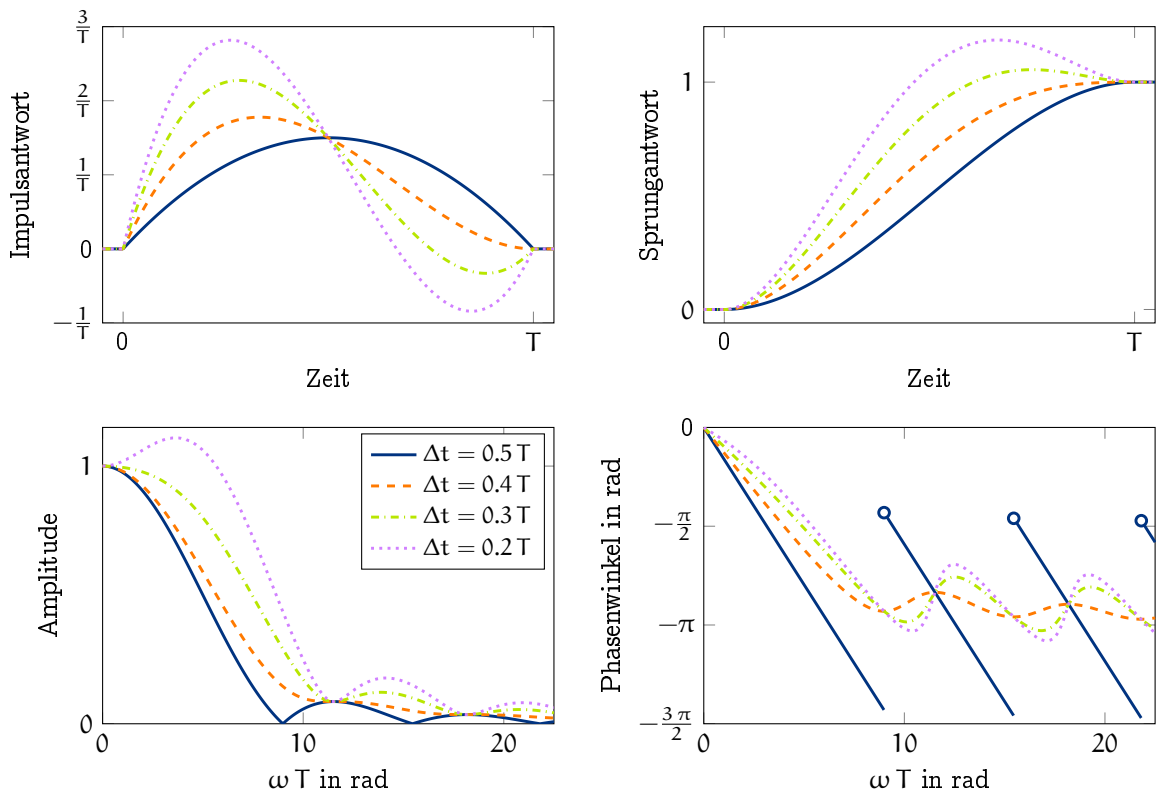 Impulsantwort
3/T
2/T
1/T
0
−1/T
0
T
Zeit
Sprungantwort
1
0
0
T
Zeit
Amplitude
1
0
0
10
20
ω T in rad
Δt = 0.5 T
Δt = 0.4 T
Δt = 0.3 T
Δt = 0.2 T
Phasenwinkel in rad
0
−π/2
−π
−3 π/2
0
10
20
ω T in rad